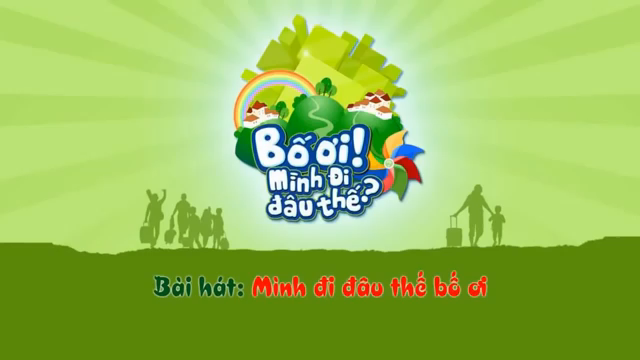 Bố ơi!
Mình Đi
đâu thế?
Bài hát: Mình đi đâu thế bố ơi